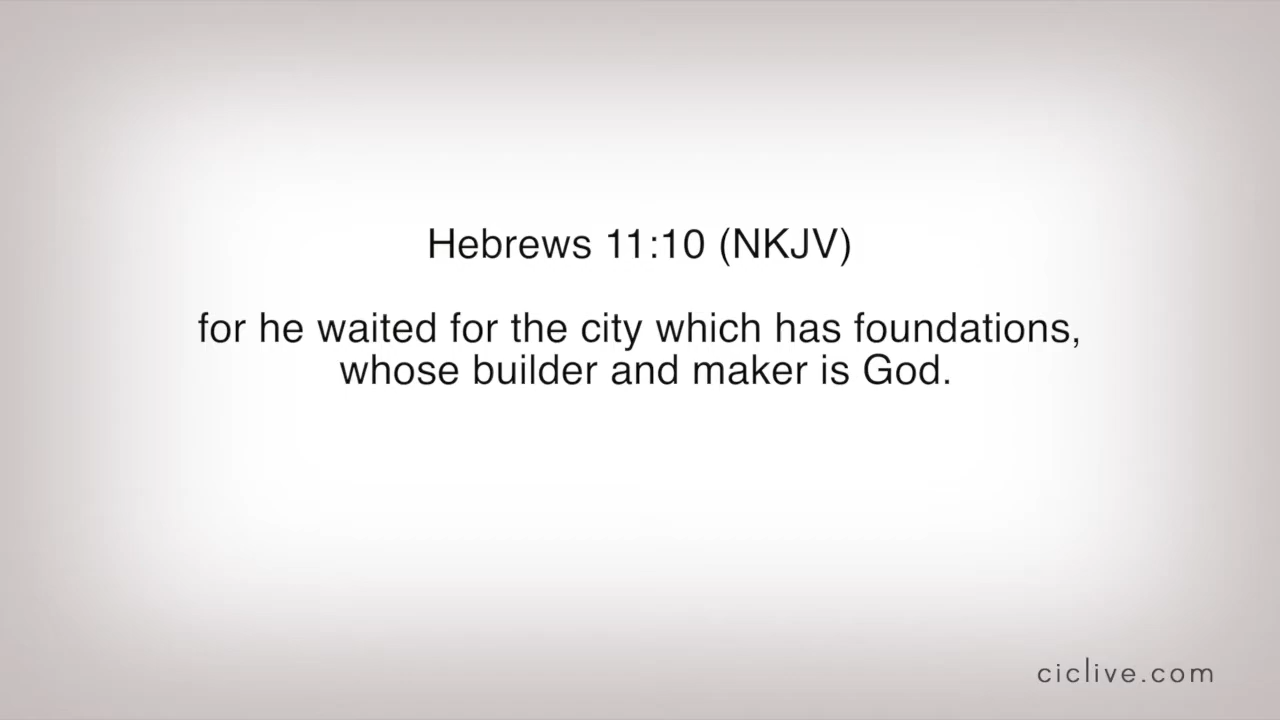 Hebrews 11:10 (NKJV)
for he waited for the city which has foundations,
whose builder and maker is God.
ciclive.com